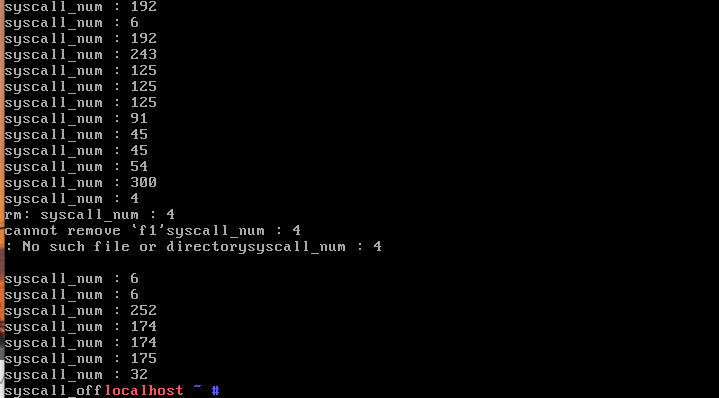 syscall_num : 192
syscall_num : 6
syscall_num : 192
syscall_num : 243
syscall_num : 125
syscall_num : 125
syscall_num : 125
syscall_num : 91
syscall_num : 45
syscall_num : 45
syscall_num : 54
syscall_num : 300
syscall_num : 4
rm: syscall_num : 4
cannot remove `f1'syscall_num : 4
: No such file or directorysyscall_num : 4
syscall_num : 6
syscall_num : 6
syscall_num : 252
syscall_num : 174
syscall_num : 174
syscall_num : 175
syscall_num : 32
syscall_offlocalhost ~ #